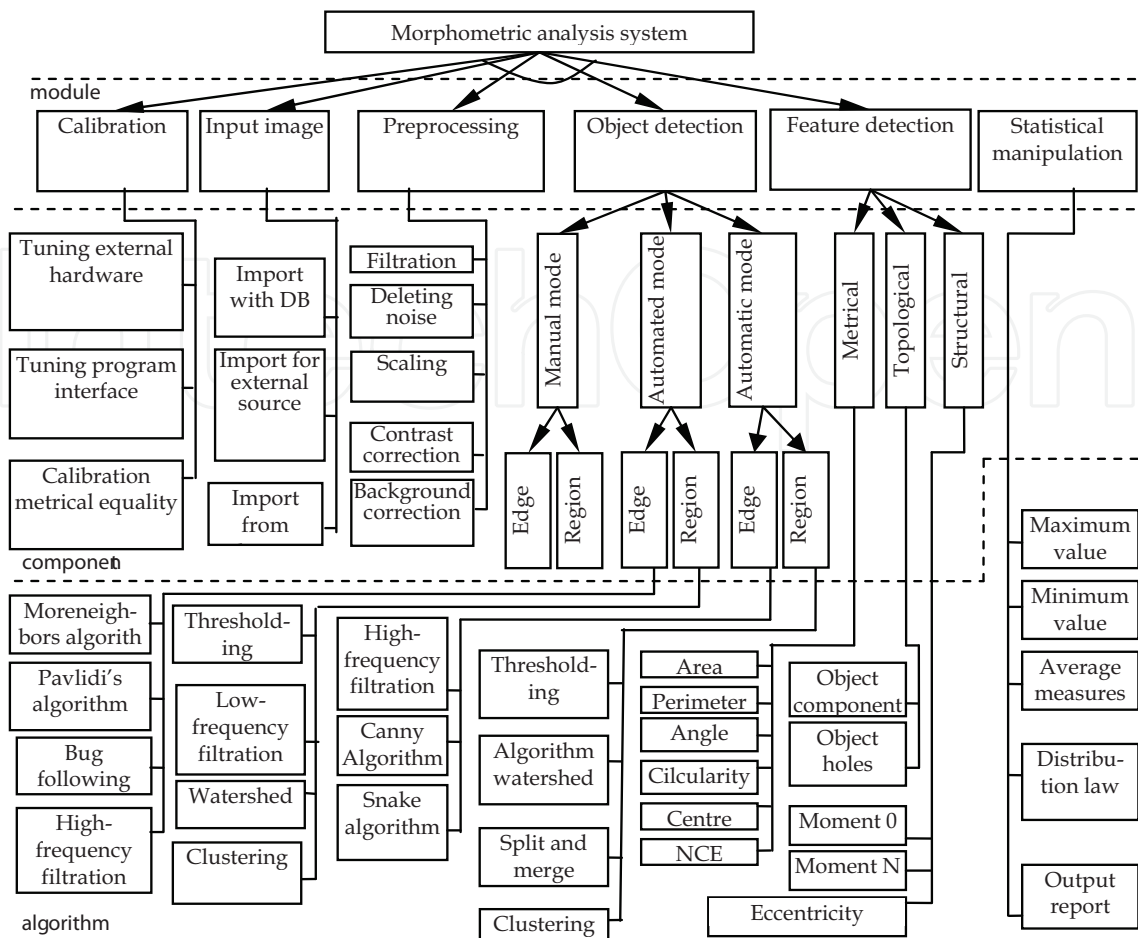 Morphometric analysis system
module
Calibration
Input image
Preprocessing
Object detection
Feature detection
Statistical
manipulation
Tuning external
hardware
Tuning program
interface
Calibration
metrical equality
Import
with DB
Import for
external
source
Import
from
Filtration
Deleting
noise
Scaling
Contrast
correction
Background
correction
Manual mode
Automated mode
Automatic mode
Metrical
Topological
Structural
Edge
Region
Edge
Region
Edge
Region
component
Moreneigh-
bors algorith
Pavlidi's
algorithm
Bug
following
High-
frequency
filtration
Threshold-
ing
Low-
frequency
filtration
Watershed
Clustering
High-
frequency
filtration
Canny
Algorithm
Snake
algorithm
Threshold-
ing
Algorithm
watershed
Split and
merge
Clustering
Area
Perimeter
Angle
Cilcularity
Centre
NCE
Object
component
Object
holes
Moment 0
Moment N
Eccentricity
Maximum
value
Minimum
value
Average
measures
Distribu-
tion law
Output
report
algorithm